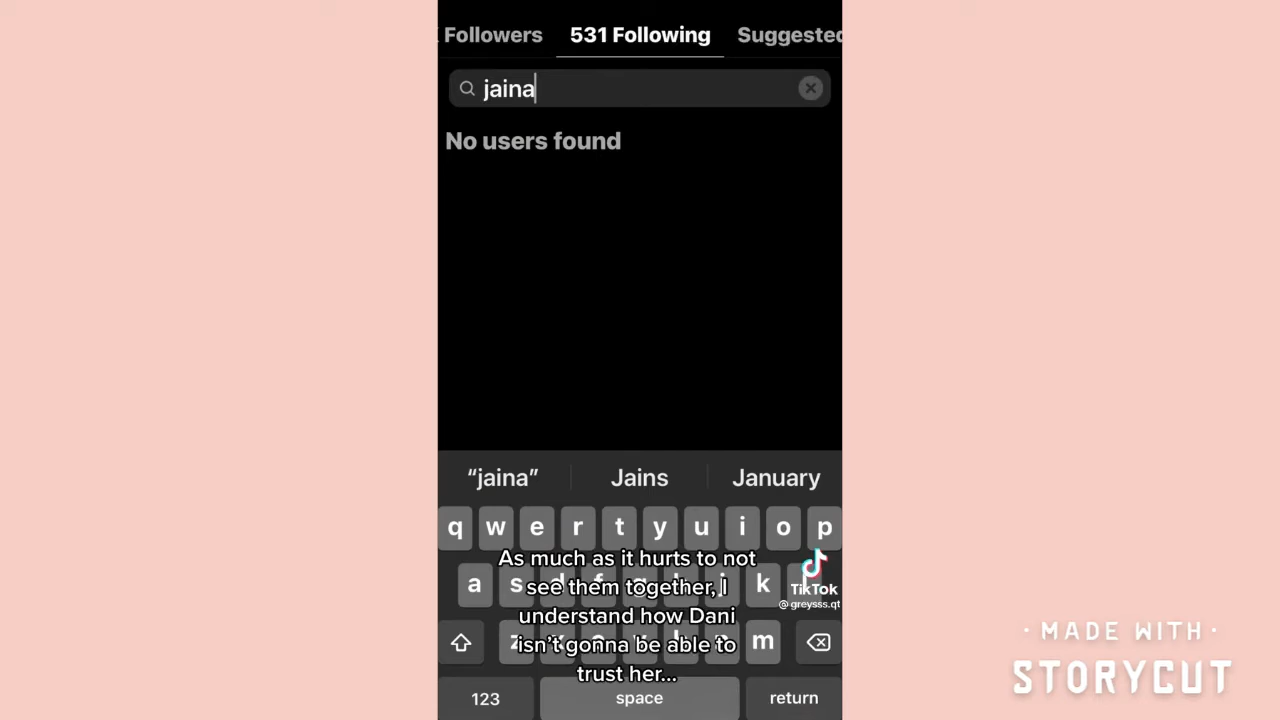 Followers 531 Following Suggested
jaina
No users found
“jaina” Jains January
q w e r t y u i o p
As much as it hurts to not
a s d f g h j k
see them together, I
TikTok
@ greysss.qt
understand how Dani
isn’t gonna be able to
z m
trust her...
123 space return
· MADE WITH ·
STORYCUT